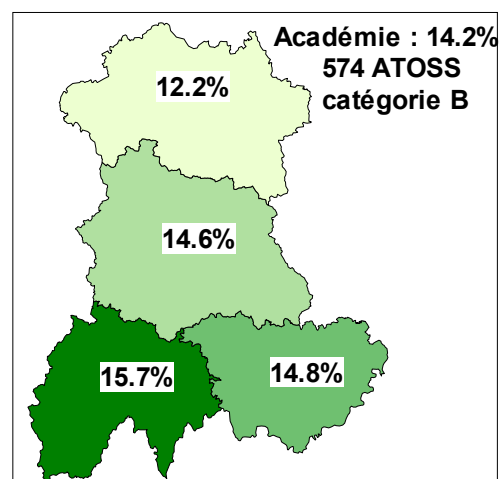 Académie : 14.2%
574 ATOSS
catégorie B
12.2%
14.6%
15.7%
14.8%